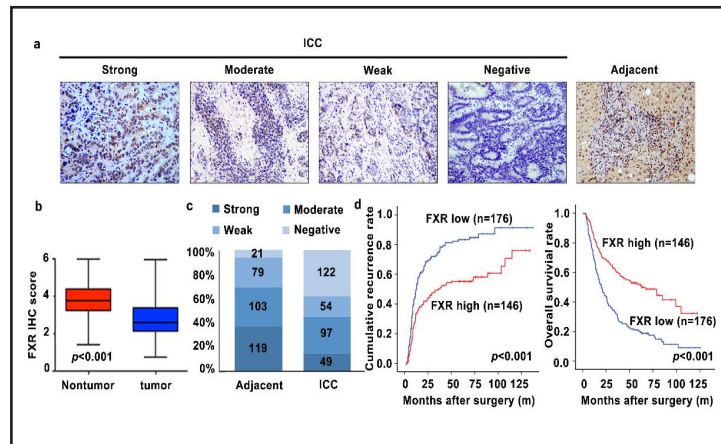 a
ICC
Strong
Moderate
Weak
Negative
Adjacent
b
FXR IHC score
6
4
2
0
p<0.001
Nontumor
tumor
c
Strong
Moderate
Weak
Negative
100%
80%
60%
40%
20%
0%
21
79
103
119
122
54
97
49
Adjacent
ICC
d
Cumulative recurrence rate
1.0
0.8
0.6
0.4
0.2
0.0
FXR low (n=176)
FXR high (n=146)
p<0.001
0 25 50 75 100 125
Months after surgery (m)
Overall survivial rate
1.0
0.8
0.6
0.4
0.2
0.0
FXR high (n=146)
FXR low (n=176)
p<0.001
0 25 50 75 100 125
Months after surgery (m)